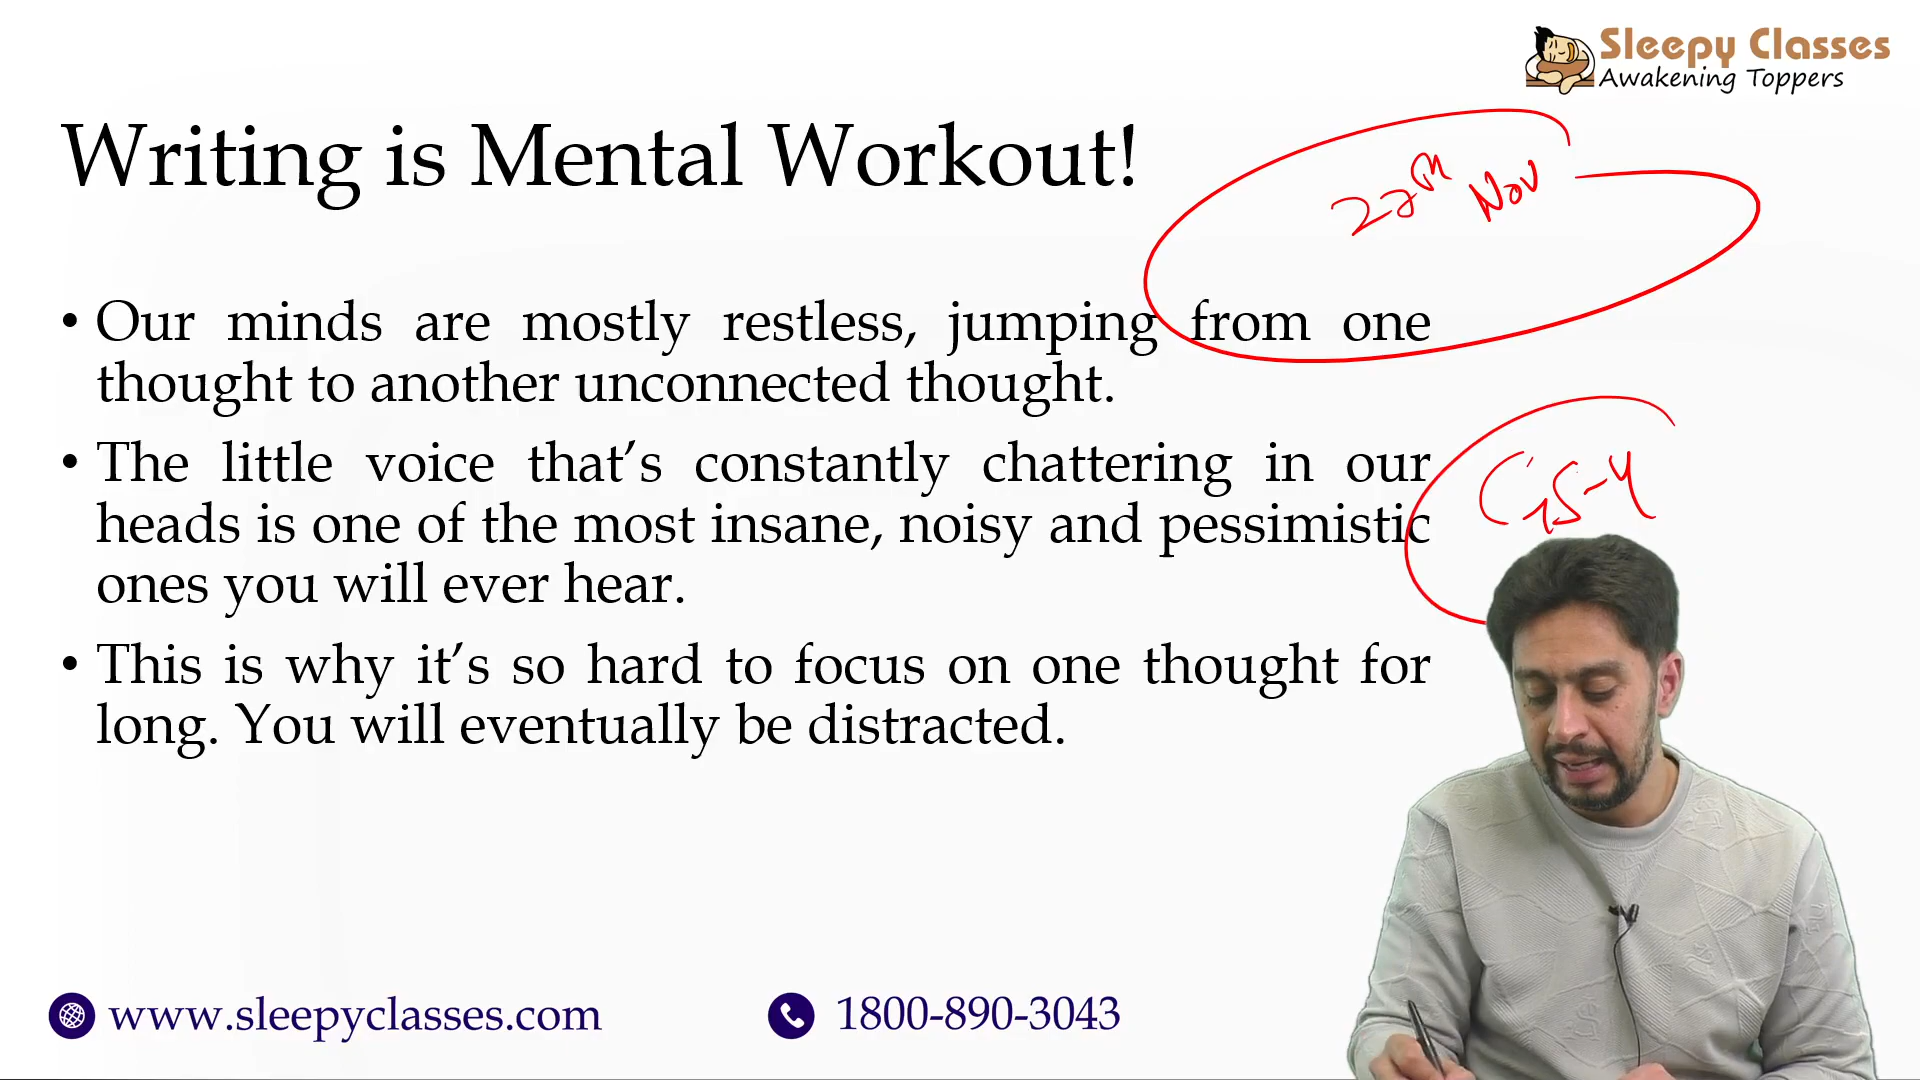 Sleepy Classes
Awakening Toppers
Writing is Mental Workout!
27th Nov
• Our minds are mostly restless, jumping from one
thought to another unconnected thought.
• The little voice that’s constantly chattering in our
heads is one of the most insane, noisy and pessimistic
ones you will ever hear.
GS-4
• This is why it’s so hard to focus on one thought for
long. You will eventually be distracted.
www.sleepyclasses.com
1800-890-3043